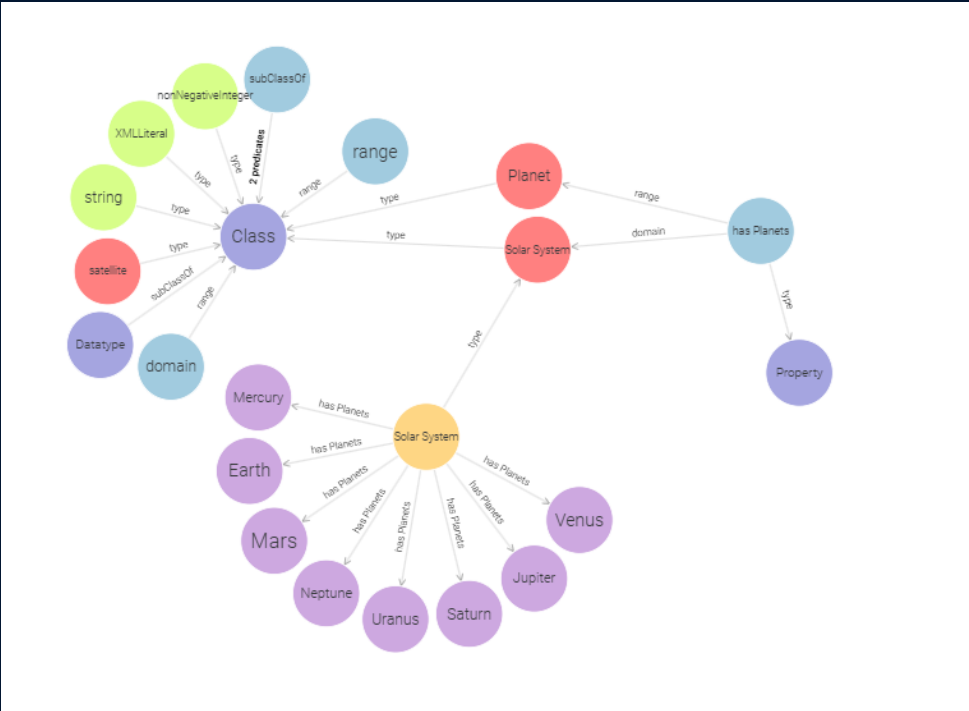 subClassOf
nonNegativeInteger
XMLLiteral
2 predicates
type
range
type
range
string
type
Planet
type
range
type
Class
has Planets
domain
type
Solar System
satellite
type
subClassOf
range
type
Datatype
type
domain
Property
Mercury
has Planets
Solar System
has Planets
Earth
has Planets
has Planets
has Planets
has Planets
has Planets
has Planets
Venus
Mars
Jupiter
Neptune
Saturn
Uranus